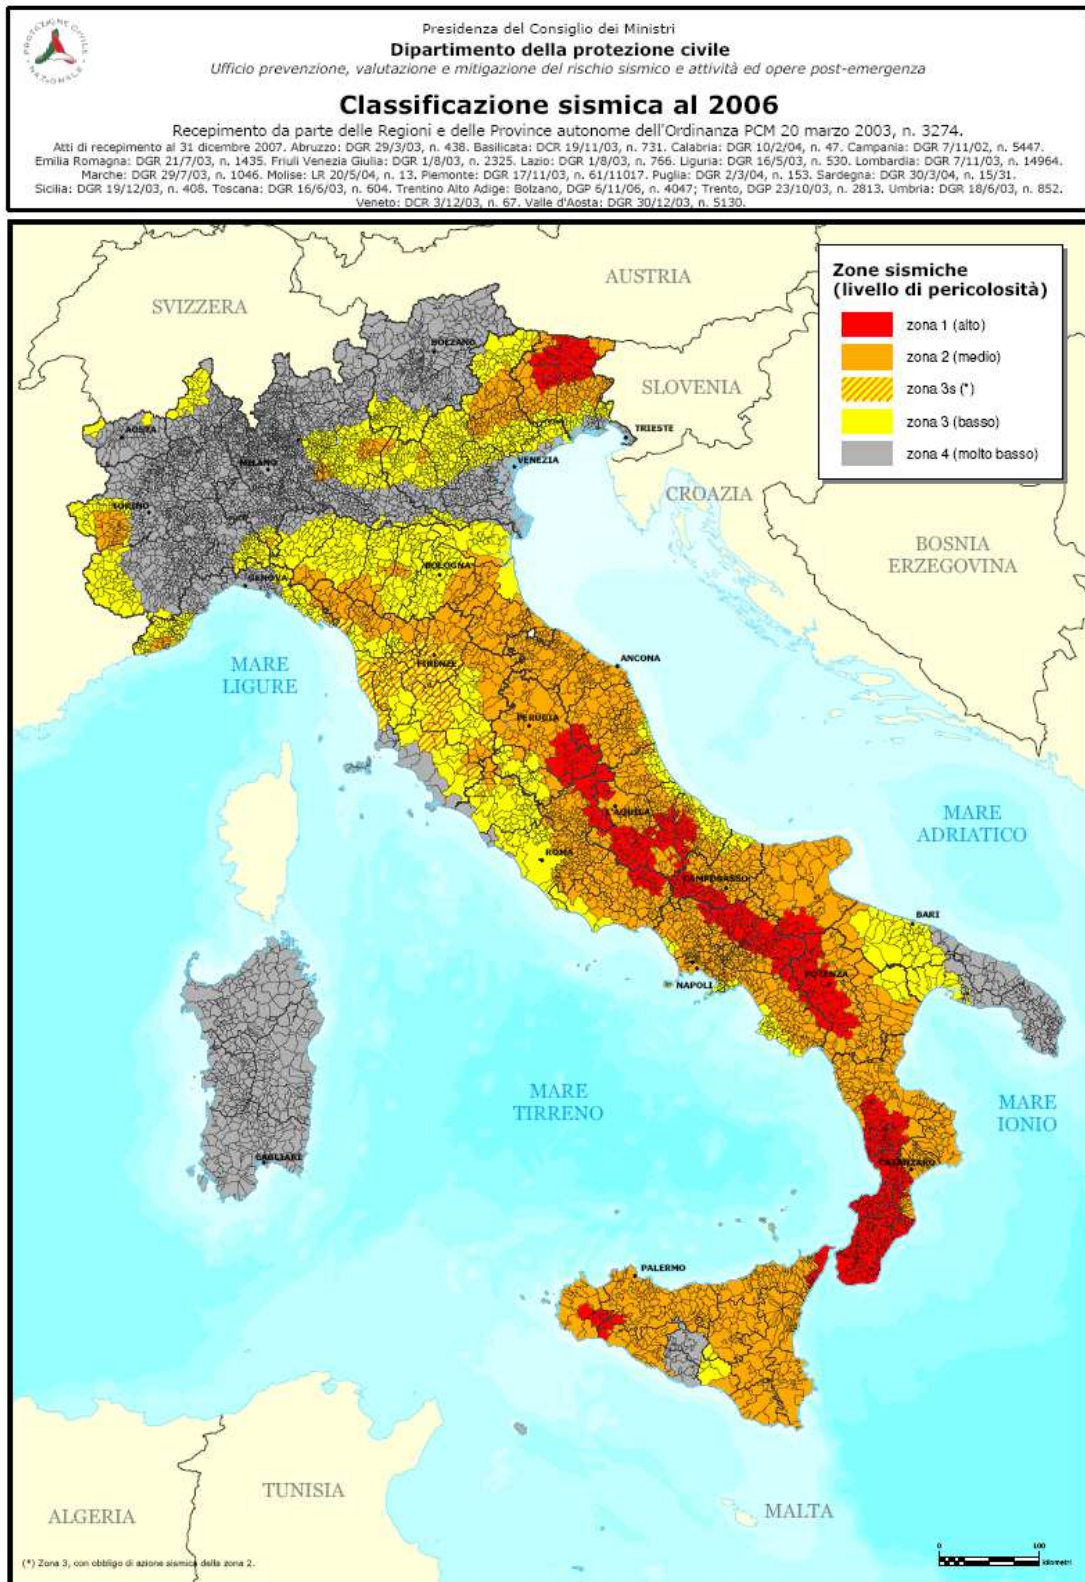 PROTEZIONE CIVILE
NAZIONALE
Presidenza del Consiglio dei Ministri
Dipartimento della protezione civile
Ufficio prevenzione, valutazione e mitigazione del rischio sismico e attività ed opere post-emergenza
Classificazione sismica al 2006
Recepimento da parte delle Regioni e delle Province autonome dell'Ordinanza PCM 20 marzo 2003, n. 3274.
Atti di recepimento al 31 dicembre 2007. Abruzzo: DGR 29/3/03, n. 438. Basilicata: DCR 19/11/03, n. 731. Calabria: DGR 10/2/04, n. 47. Campania: DGR 7/11/02, n. 5447.
Emilia Romagna: DGR 21/7/03, n. 1435. Friuli Venezia Giulia: DGR 1/8/03, n. 2325. Lazio: DGR 1/8/03, n. 766. Liguria: DGR 16/5/03, n. 530. Lombardia: DGR 7/11/03, n. 14964.
Marche: DGR 29/7/03, n. 1046. Molise: LR 20/5/04, n. 13. Piemonte: DGR 17/11/03, n. 61/11017. Puglia: DGR 2/3/04, n. 153. Sardegna: DGR 30/3/04, n. 15/31.
Sicilia: DGR 19/12/03, n. 408. Toscana: DGR 16/6/03, n. 604. Trentino Alto Adige: Bolzano, DGP 6/11/06, n. 4047; Trento, DGP 23/10/03, n. 2813. Umbria: DGR 18/6/03, n. 852.
Veneto: DCR 3/12/03, n. 67. Valle d'Aosta: DGR 30/12/03, n. 5130.
Zone sismiche
(livello di pericolosità)
zona 1 (alto)
zona 2 (medio)
zona 3s (*)
zona 3 (basso)
zona 4 (molto basso)
AUSTRIA
SVIZZERA
BOLZANO
SLOVENIA
AOSTA
TRIESTE
MILANO
VENEZIA
CROAZIA
TORINO
BOSNIA
ERZEGOVINA
BOLOGNA
GENOVA
FIRENZE
ANCONA
MARE
LIGURE
PERUGIA
L'AQUILA
MARE
ADRIATICO
ROMA
CAMPOBASSO
BARI
POTENZA
NAPOLI
MARE
TIRRENO
MARE
IONIO
CAGLIARI
CATANZARO
PALERMO
TUNISIA
ALGERIA
MALTA
(*) Zona 3, con obbligo di azione sismica della zona 2.
0 100
kilometri